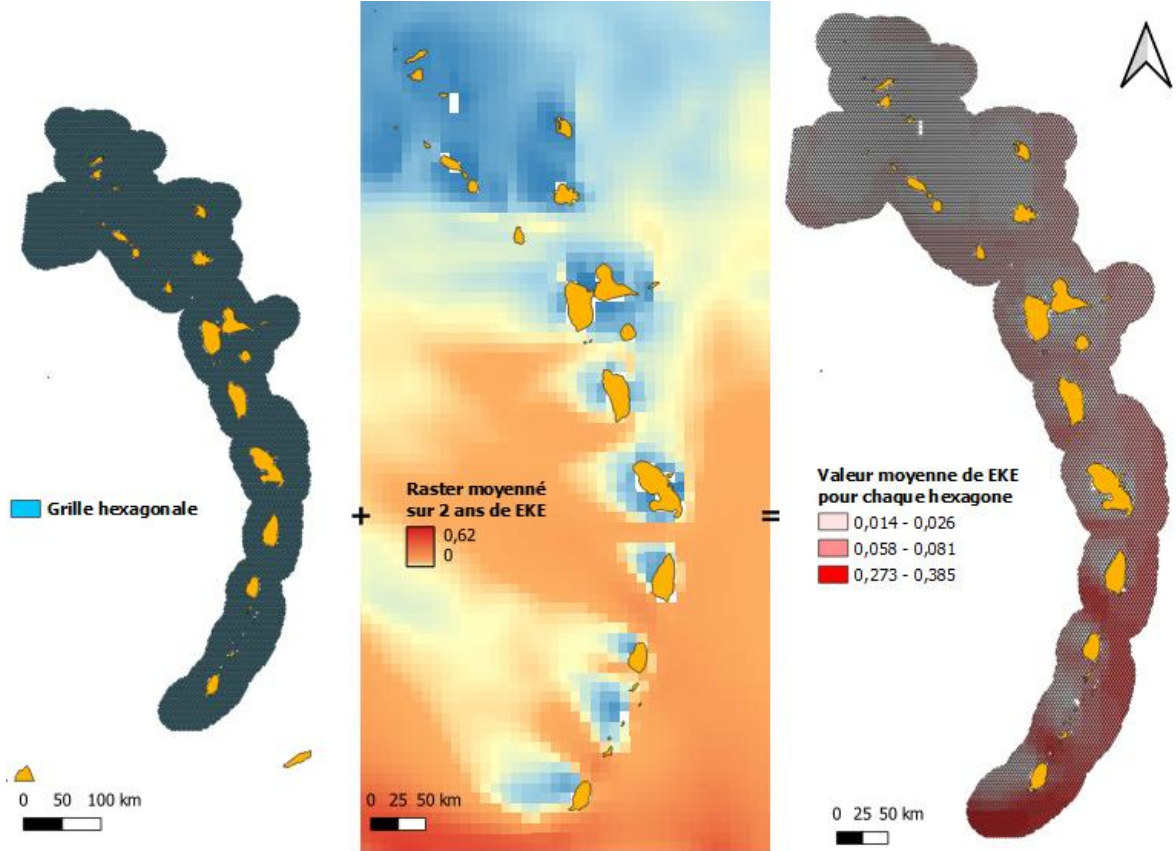 Grille hexagonale
0 50 100 km
+
Raster moyenné
sur 2 ans de EKE
0,62
0
0 25 50 km
=
Valeur moyenne de EKE
pour chaque hexagone
0,014 - 0,026
0,058 - 0,081
0,273 - 0,385
0 25 50 km